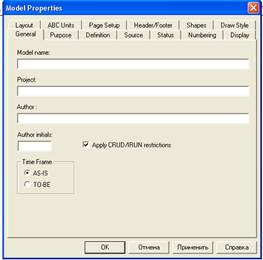 Model Properties
Layout ABC Units Page Setup Header/Footer Shapes Draw Style
General Purpose Definition Source Status Numbering Display
Model name:
Project:
Author:
Author initials:
Apply CRUD/IRUN restrictions
Time Frame
AS-IS
TO-BE
OK Отмена Применить Справка